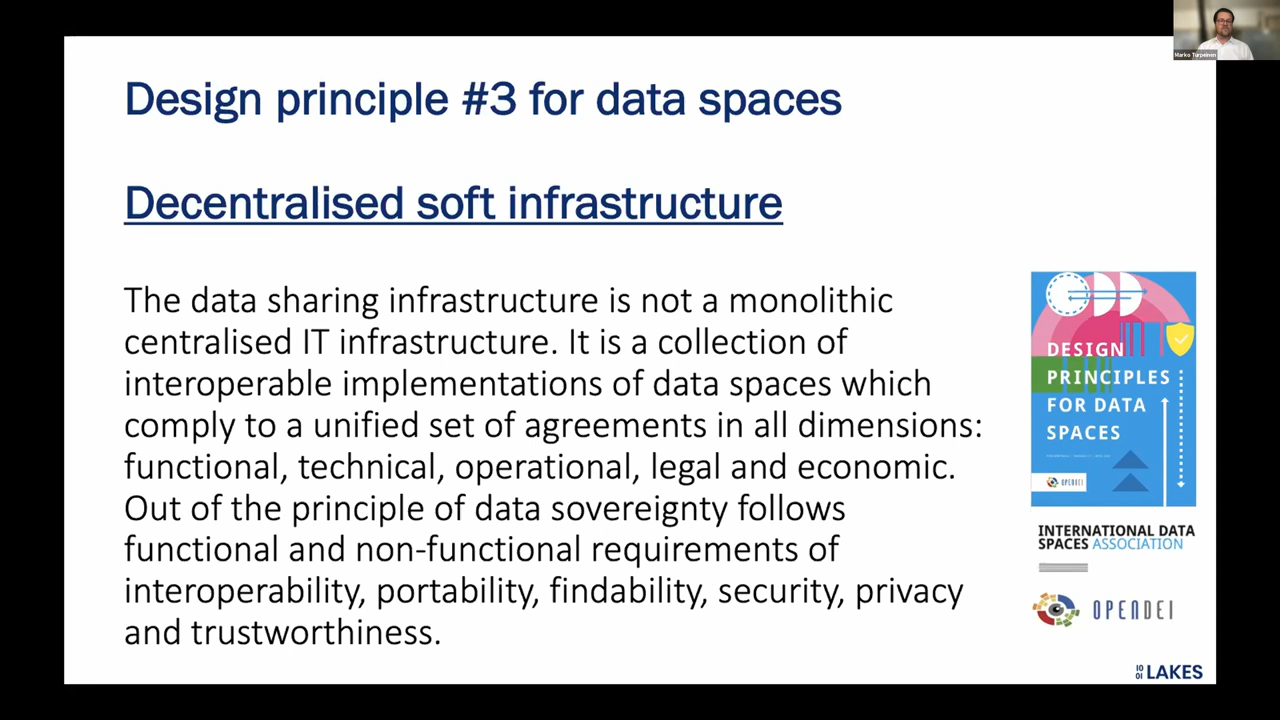 Marko Turpeinen
Design principle #3 for data spaces
Decentralised soft infrastructure
The data sharing infrastructure is not a monolithic
centralised IT infrastructure. It is a collection of
interoperable implementations of data spaces which
comply to a unified set of agreements in all dimensions:
functional, technical, operational, legal and economic.
Out of the principle of data sovereignty follows
functional and non-functional requirements of
interoperability, portability, findability, security, privacy
and trustworthiness.
DESIGN
PRINCIPLES
FOR DATA
SPACES
OPENDEI
INTERNATIONAL DATA
SPACES ASSOCIATION
OPENDEI
1001 LAKES